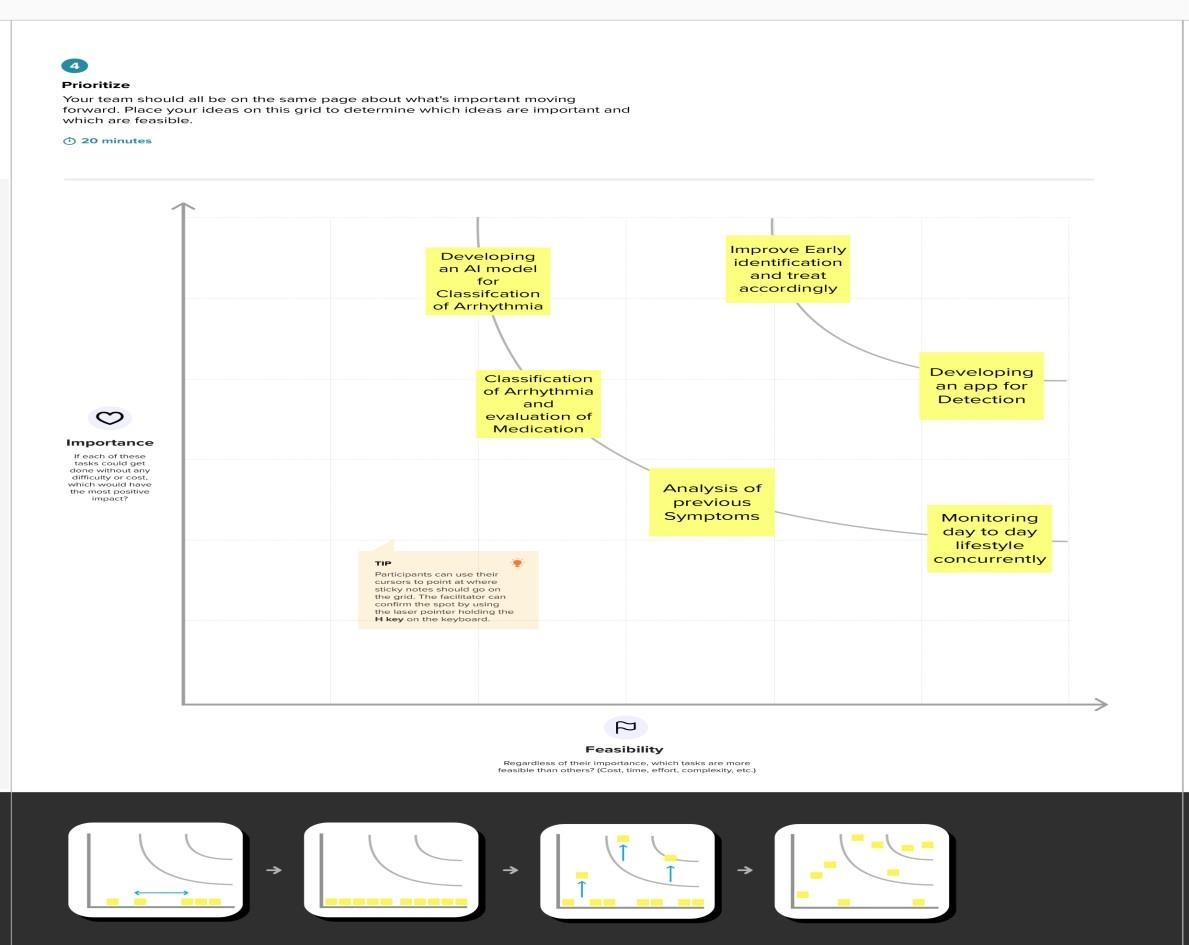 4
Prioritize
Your team should all be on the same page about what's important moving
forward. Place your ideas on this grid to determine which ideas are important and
which are feasible.
20 minutes
Developing
an AI model
for
Classifcation
of Arrhythmia
Improve Early
identification
and treat
accordingly
Developing
an app for
Detection
Classification
of Arrhythmia
and
evaluation of
Medication
Importance
If each of these
tasks could get
done without any
difficulty or cost,
which would have
the most positive
impact?
Analysis of
previous
Symptoms
Monitoring
day to day
lifestyle
concurrently
TIP
Participants can use their
cursors to point at where
sticky notes should go on
the grid. The facilitator can
confirm the spot by using
the laser pointer holding the
H key on the keyboard.
Feasibility
Regardless of their importance, which tasks are more
feasible than others? (Cost, time, effort, complexity, etc.)